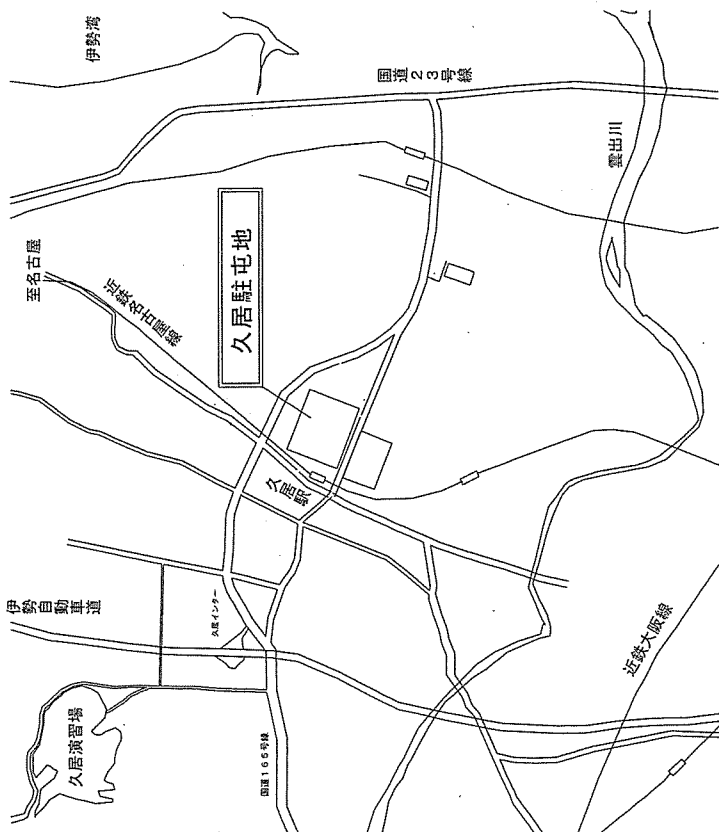 伊勢湾
国道23号線
雲出川
至名古屋
近鉄名古屋線
久居駐屯地
久居駅
伊勢自動車道
久居インター
久居演習場
国道165号線
近鉄大阪線